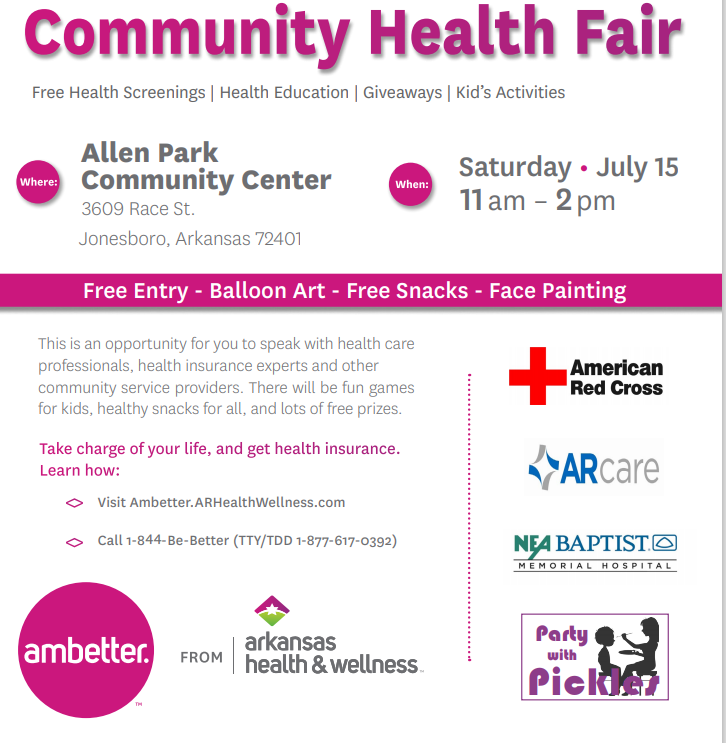 Community Health Fair
Free Health Screenings | Health Education | Giveaways | Kid's Activities
Where:
Allen Park
Community Center
3609 Race St.
Jonesboro, Arkansas 72401
When:
Saturday • July 15
11 am – 2 pm
Free Entry - Balloon Art - Free Snacks - Face Painting
This is an opportunity for you to speak with health care
professionals, health insurance experts and other
community service providers. There will be fun games
for kids, healthy snacks for all, and lots of free prizes.
Take charge of your life, and get health insurance.
Learn how:
Visit Ambetter.ARHealthWellness.com
Call 1-844-Be-Better (TTY/TDD 1-877-617-0392)
ambetter.
TM
FROM
arkansas
health & wellness
American
Red Cross
ARcare
NEA BAPTIST
MEMORIAL HOSPITAL
Party
with
Pickles